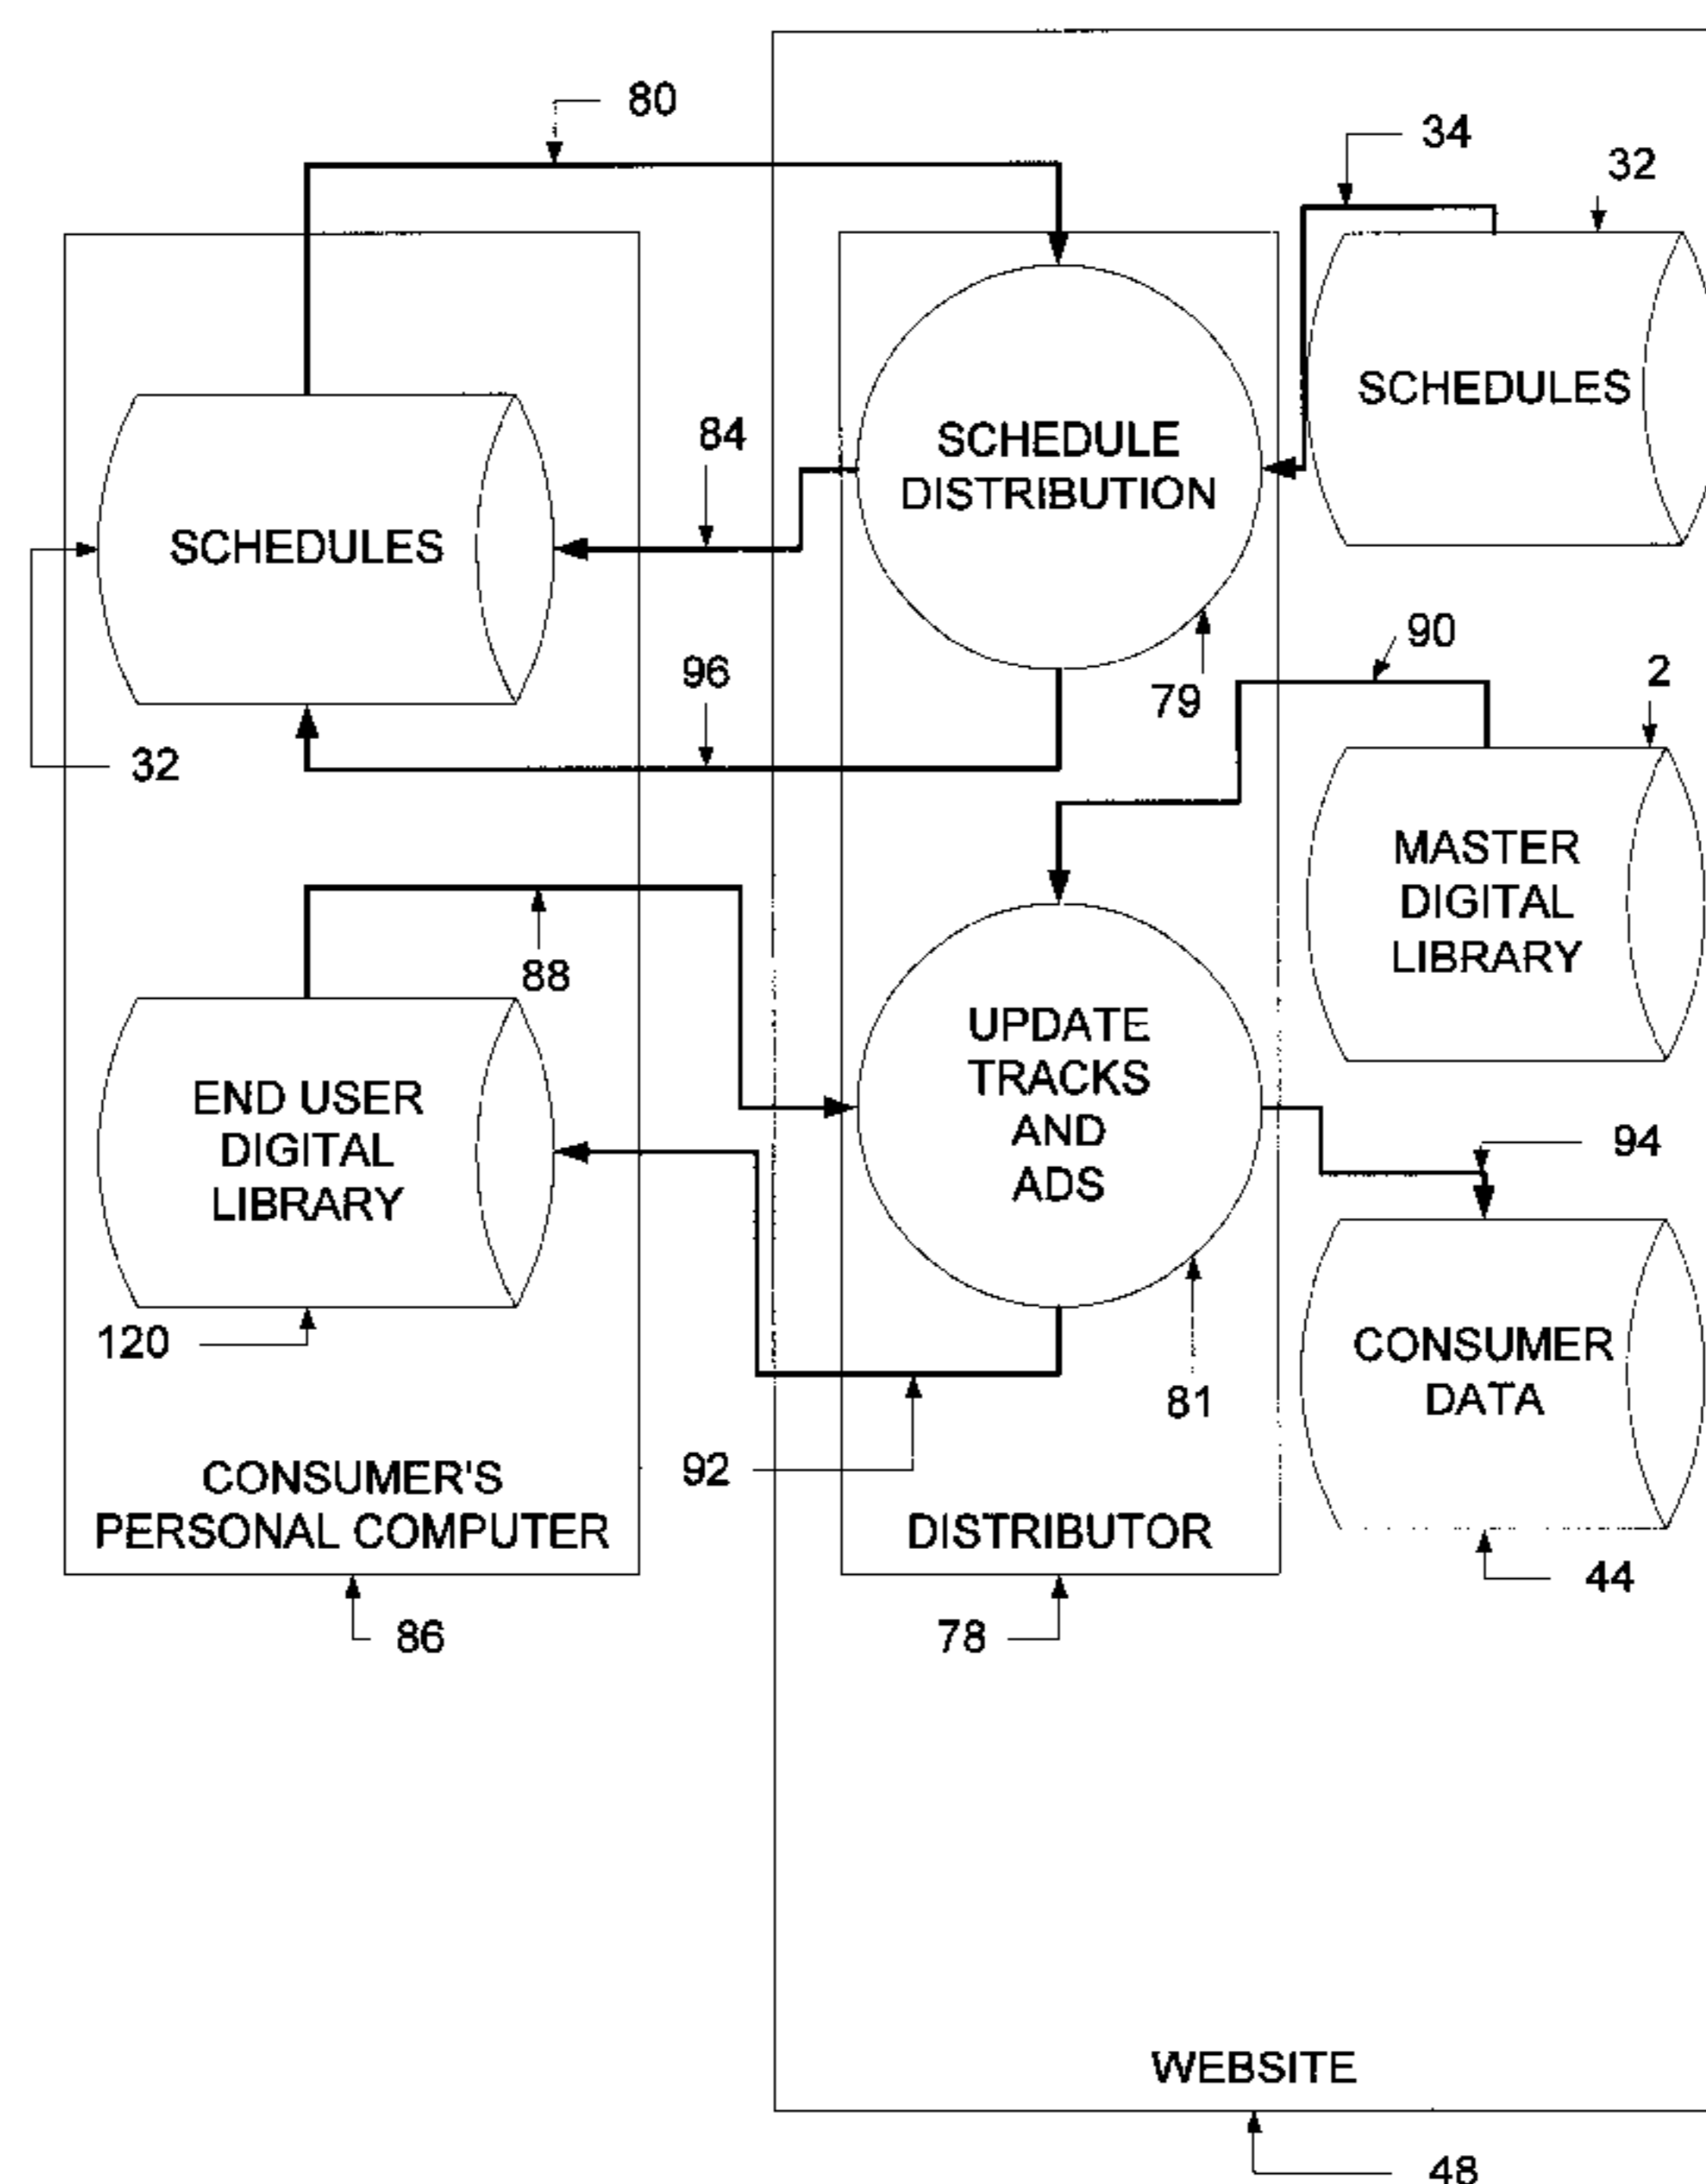 80
34
32
SCHEDULES
SCHEDULE
DISTRIBUTION
84
SCHEDULES
90
96
79
2
32
MASTER
DIGITAL
LIBRARY
88
UPDATE
TRACKS
AND
ADS
END USER
DIGITAL
LIBRARY
94
120
CONSUMER
DATA
81
92
CONSUMER'S
PERSONAL COMPUTER
DISTRIBUTOR
44
86
78
WEBSITE
48